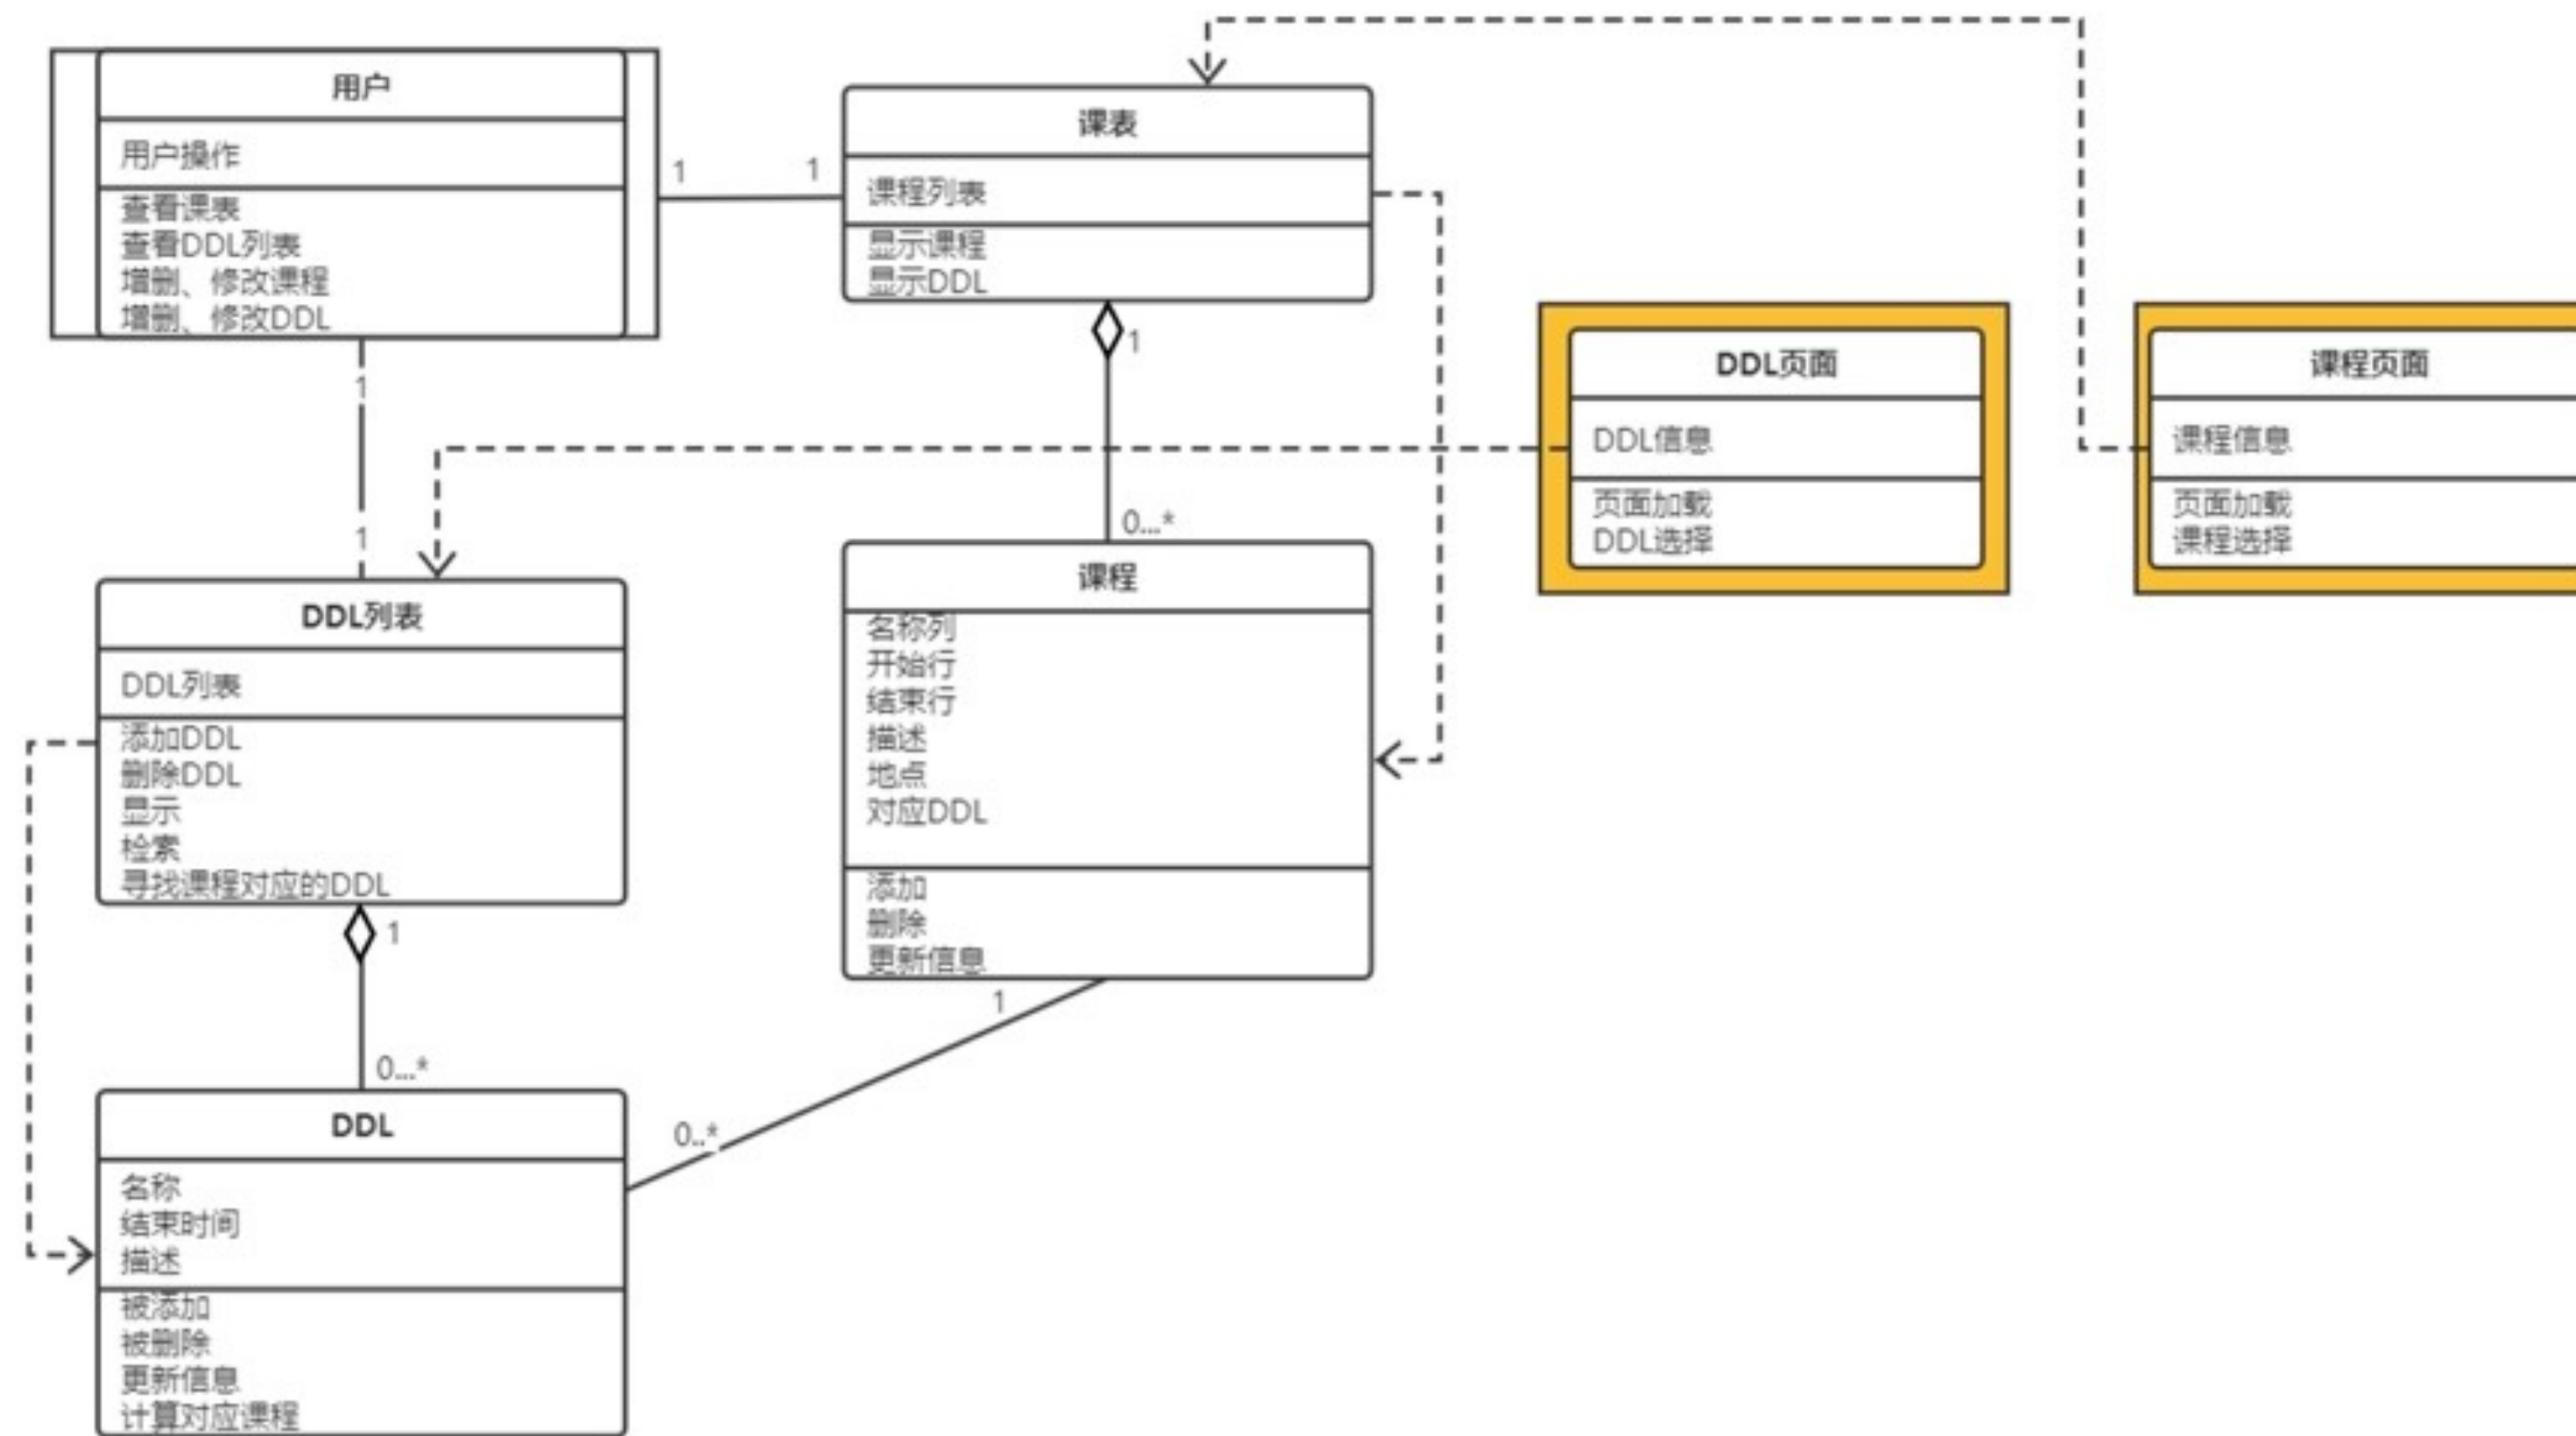 用户
用户操作
查看课表
查看DDL列表
增删、修改课程
增删、修改DDL
1
1
课表
课程列表
显示课程
显示DDL
1
0...*
1
1
DDL页面
DDL信息
页面加载
DDL选择
课程页面
课程信息
页面加载
课程选择
DDL列表
DDL列表
添加DDL
删除DDL
显示
检索
寻找课程对应的DDL
1
0...*
课程
名称列
开始行
结束行
描述
地点
对应DDL
添加
删除
更新信息
1
0..*
DDL
名称
结束时间
描述
被添加
被删除
更新信息
计算对应课程